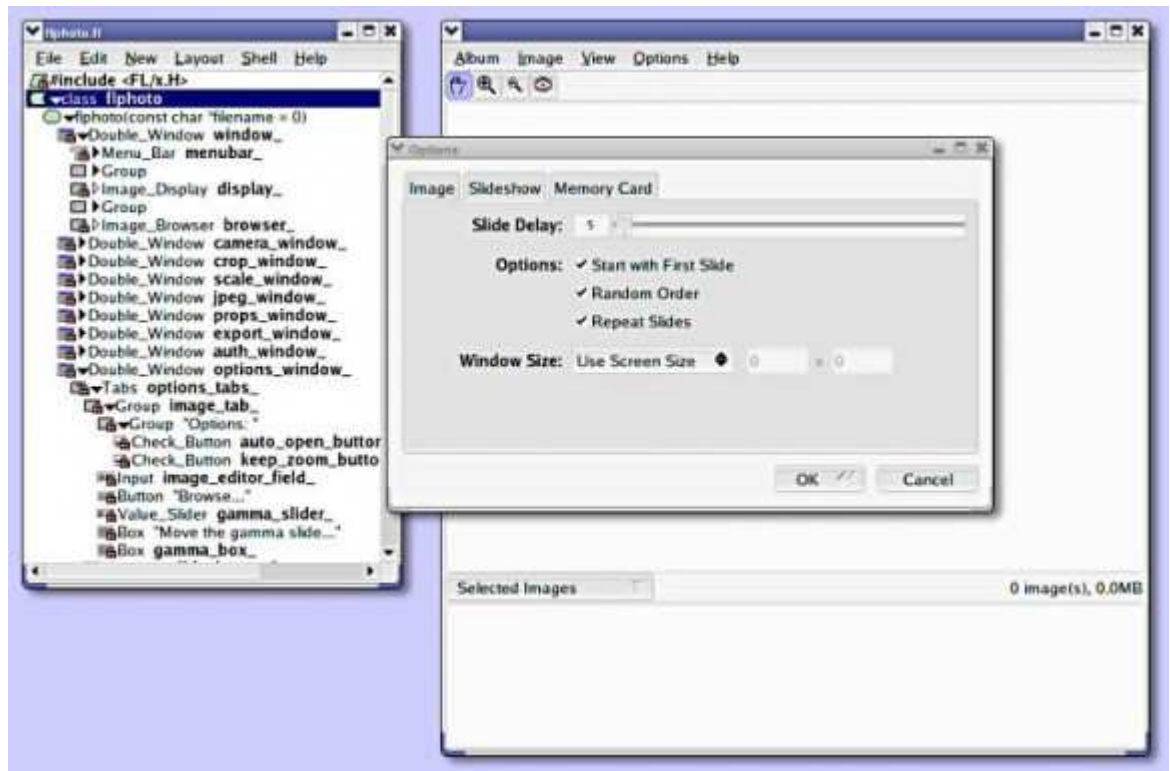 flphoto.fl
File Edit New Layout Shell Help
#include <FL/x.H>
class flphoto
flphoto(const char *filename = 0)
Double_Window window_
Menu_Bar menubar_
Group
Image_Display display_
Group
Image_Browser browser_
Double_Window camera_window_
Double_Window crop_window_
Double_Window scale_window_
Double_Window jpeg_window_
Double_Window props_window_
Double_Window export_window_
Double_Window auth_window_
Double_Window options_window_
Tabs options_tabs_
Group image_tab_
Group "Options: "
Check_Button auto_open_button
Check_Button keep_zoom_butto
Input image_editor_field_
Button "Browse..."
Value_Slider gamma_slider_
Box "Move the gamma slide..."
Box gamma_box_
Album Image View Options Help
Options
Image Slideshow Memory Card
Slide Delay: 5
Options: Start with First Slide
Random Order
Repeat Slides
Window Size: Use Screen Size 0 x 0
OK Cancel
Selected Images 0 image(s), 0.0MB